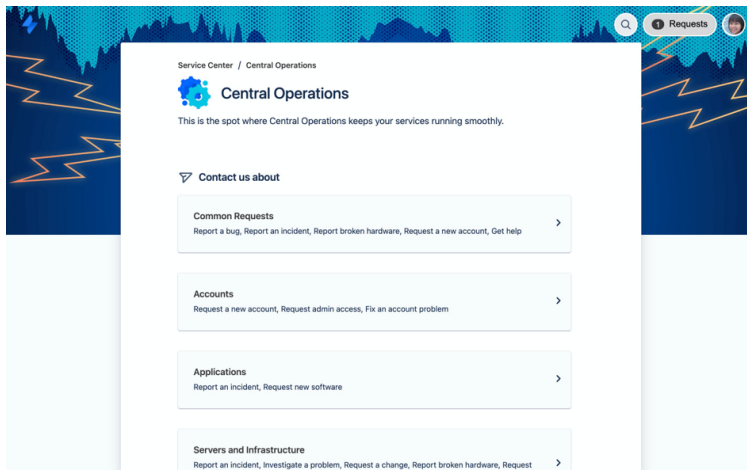 1 Requests
Service Center / Central Operations
Central Operations
This is the spot where Central Operations keeps your services running smoothly.
Contact us about
Common Requests
Report a bug, Report an incident, Report broken hardware, Request a new account, Get help
Accounts
Request a new account, Request admin access, Fix an account problem
Applications
Report an incident, Request new software
Servers and Infrastructure
Report an incident, Investigate a problem, Request a change, Report broken hardware, Request